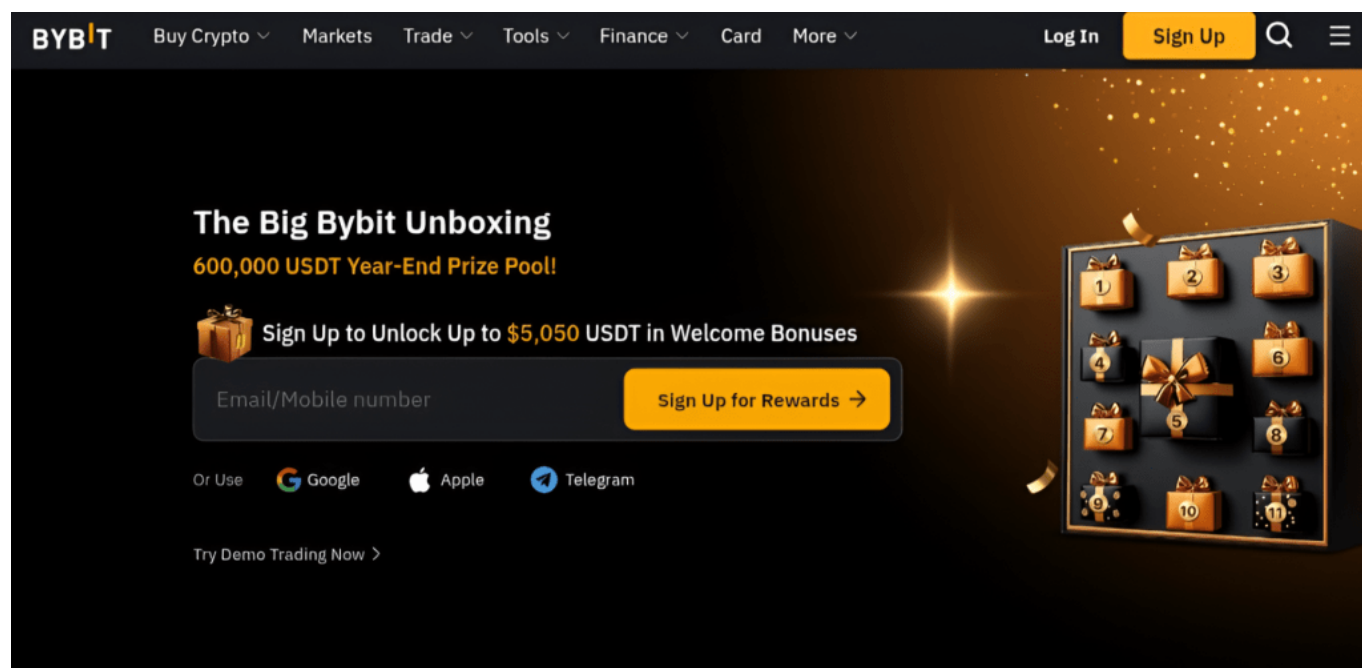 BYBIT Buy Crypto Markets Trade Tools Finance Card More Log In Sign Up
The Big Bybit Unboxing
600,000 USDT Year-End Prize Pool!
Sign Up to Unlock Up to $5,050 USDT in Welcome Bonuses
Email/Mobile number Sign Up for Rewards →
Or Use Google Apple Telegram
Try Demo Trading Now >
1 2 3
4 6
5
7 8
9 10 11